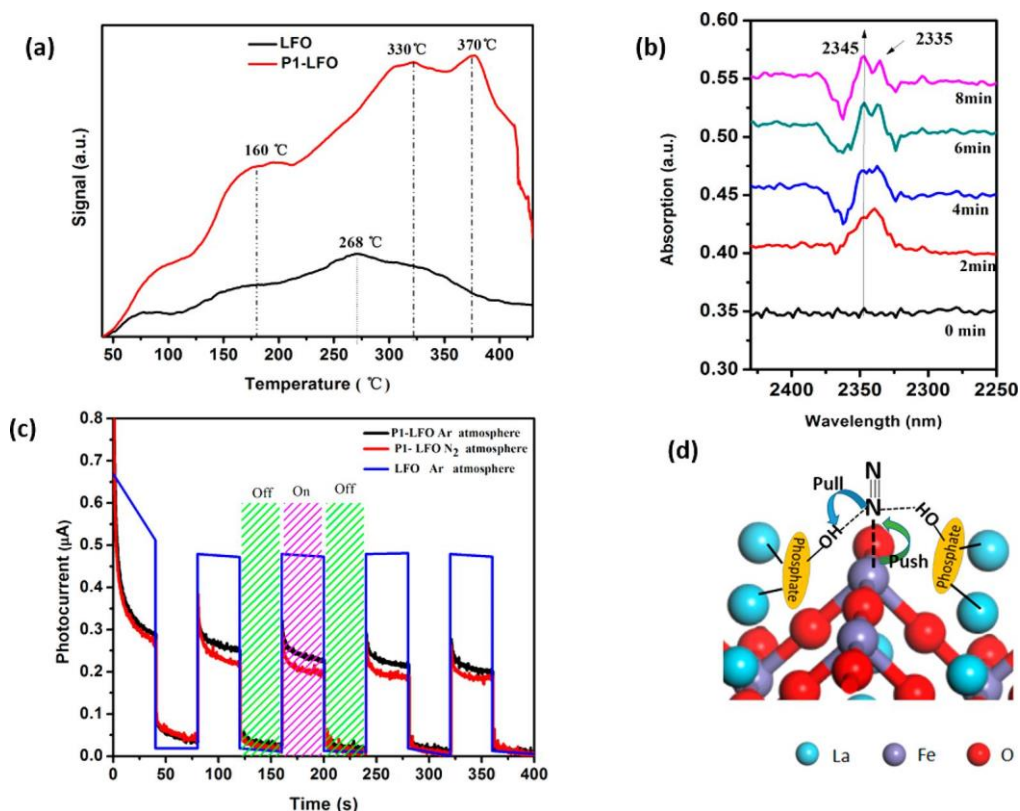 (a)
LFO
P1-LFO
330℃
370℃
160 ℃
268 ℃
Signal (a.u.)
50 100 150 200 250 300 350 400
Temperature (℃)
(b)
2345
2335
0.60
0.55
0.50
0.45
0.40
0.35
0.30
8min
6min
4min
2min
0 min
Absorption (a.u.)
2400 2350 2300 2250
Wavelength (nm)
(c)
P1-LFO Ar atmosphere
P1- LFO N2 atmosphere
LFO Ar atmosphere
Off On Off
0.8
0.7
0.6
0.5
0.4
0.3
0.2
0.1
0.0
Photocurrent (μA)
0 50 100 150 200 250 300 350 400
Time (s)
(d)
N
N
Pull
OH
HO
Push
Phosphate
Phosphate
La Fe O